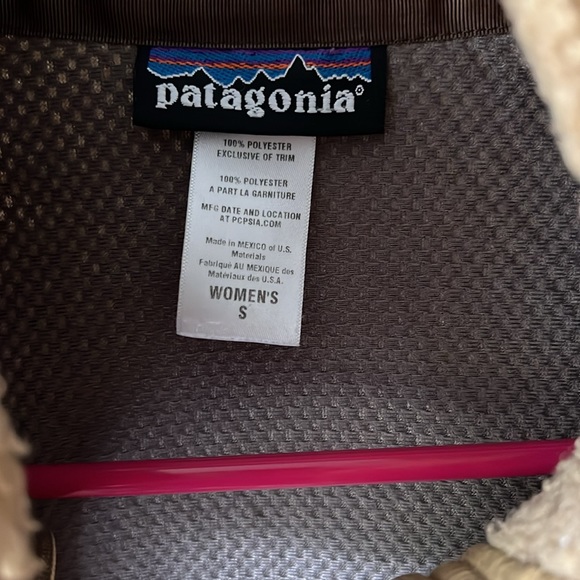 patagonia®
100% POLYESTER
EXCLUSIVE OF TRIM
100% POLYESTER
A PART LA GARNITURE
MFG DATE AND LOCATION
AT PCPSIA.COM
Made in MEXICO of U.S.
Materials
Fabriqué AU MEXIQUE des
Matériaux des U.S.A.
WOMEN'S
S